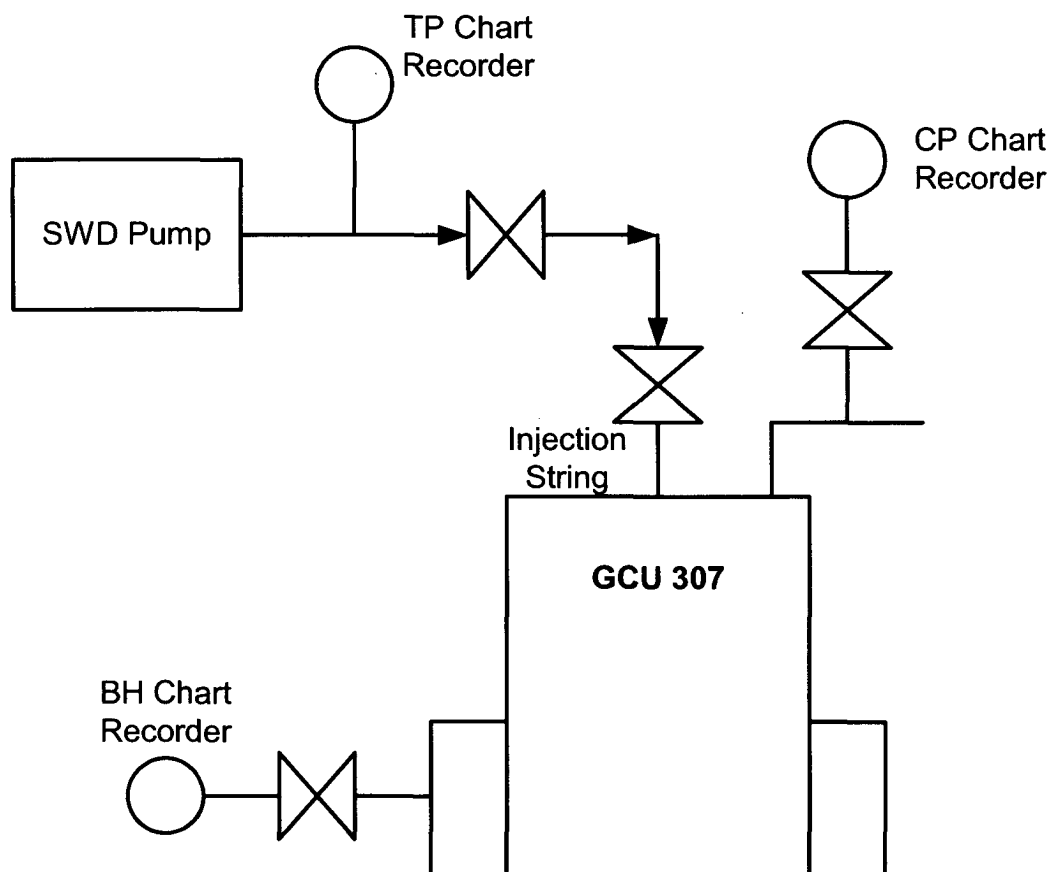 TP Chart
Recorder
CP Chart
Recorder
SWD Pump
Injection
String
GCU 307
BH Chart
Recorder